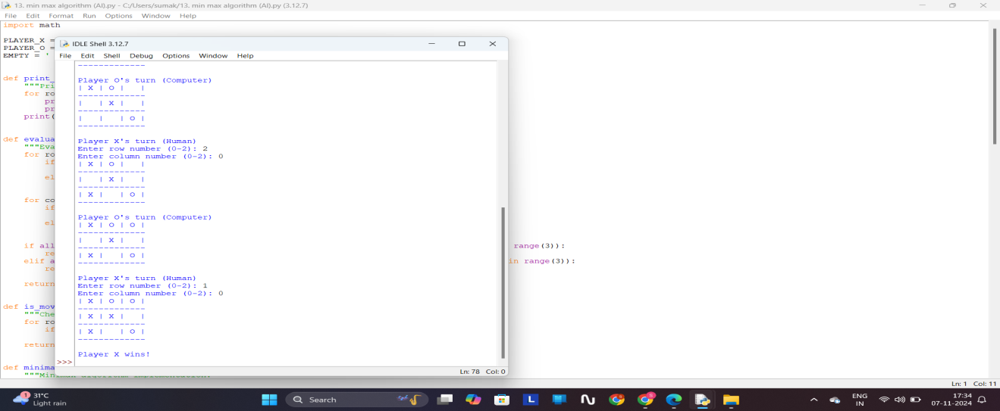 13. min max algorithm (AI).py - C:/Users/sumak/13. min max algorithm (AI).py (3.12.7)
File Edit Format Run Options Window Help
import math
PLAYER_X =
PLAYER_O =
EMPTY = '
def print_
"""Pri
for ro
pr
pr
print(
def evalua
"""Eva
for ro
if
el
for co
if
el
if all
re
elif a
re
return
def is_mov
"""Che
for ro
if
return
def minima
"""Min
range(3)):
in range(3)):
IDLE Shell 3.12.7
File Edit Shell Debug Options Window Help
-------------
Player O's turn (Computer)
| X | O |   |
-------------
|   | X |   |
-------------
|   |   | O |
-------------
Player X's turn (Human)
Enter row number (0-2): 2
Enter column number (0-2): 0
| X | O |   |
-------------
|   | X |   |
-------------
| X |   | O |
-------------
Player O's turn (Computer)
| X | O | O |
-------------
|   | X |   |
-------------
| X |   | O |
-------------
Player X's turn (Human)
Enter row number (0-2): 1
Enter column number (0-2): 0
| X | O | O |
-------------
| X | X |   |
-------------
| X |   | O |
-------------
Player X wins!
>>>
Ln: 78 Col: 0
Ln: 1 Col: 11
1
31°C
Light rain
Search
L
6
8
ENG
IN
17:34
07-11-2024